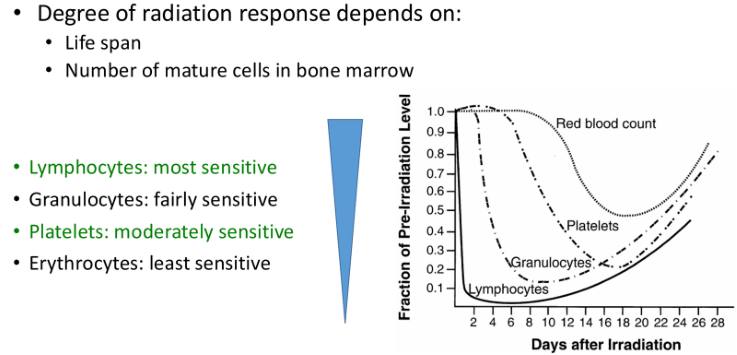 • Degree of radiation response depends on:
• Life span
• Number of mature cells in bone marrow
• Lymphocytes: most sensitive
• Granulocytes: fairly sensitive
• Platelets: moderately sensitive
• Erythrocytes: least sensitive
Fraction of Pre-Irradiation Level
1.0
0.9
0.8
0.7
0.6
0.5
0.4
0.3
0.2
0.1
Red blood count
Platelets
Granulocytes
Lymphocytes
2 4 6 8 10 12 14 16 18 20 22 24 26 28
Days after Irradiation